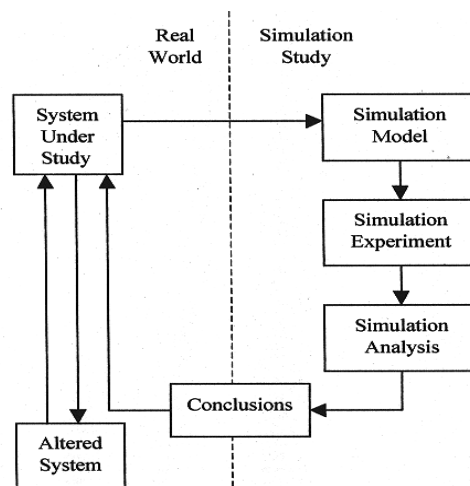 Real
World
Simulation
Study
System
Under
Study
Simulation
Model
Simulation
Experiment
Simulation
Analysis
Conclusions
Altered
System